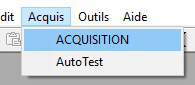 dit Acquis Outils Aide
ACQUISITION
AutoTest